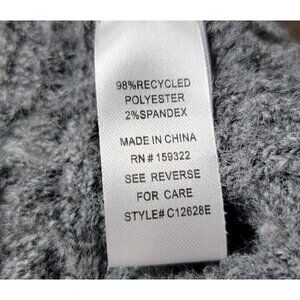 98%RECYCLED
POLYESTER
2%SPANDEX
MADE IN CHINA
RN # 159322
SEE REVERSE
FOR CARE
STYLE# C12628E